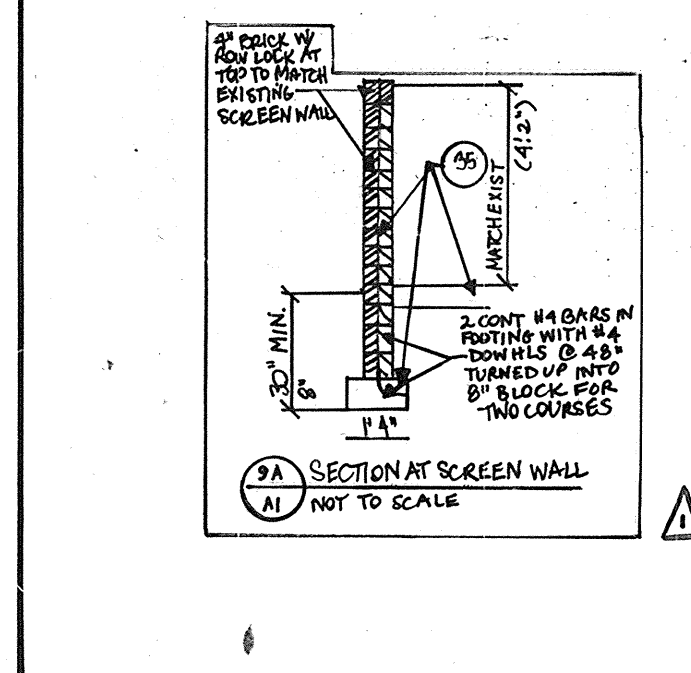 4" BRICK W/
ROW LOCK AT
TOP TO MATCH
EXISTING
SCREEN WALL
35
MATCH EXIST
(4'2")
30" MIN.
8"
2 CONT #4 BARS IN
FOOTING WITH #4
DOWHLS @ 48"
TURNED UP INTO
8" BLOCK FOR
TWO COURSES
1'4"
9A
A1
SECTION AT SCREEN WALL
NOT TO SCALE
1